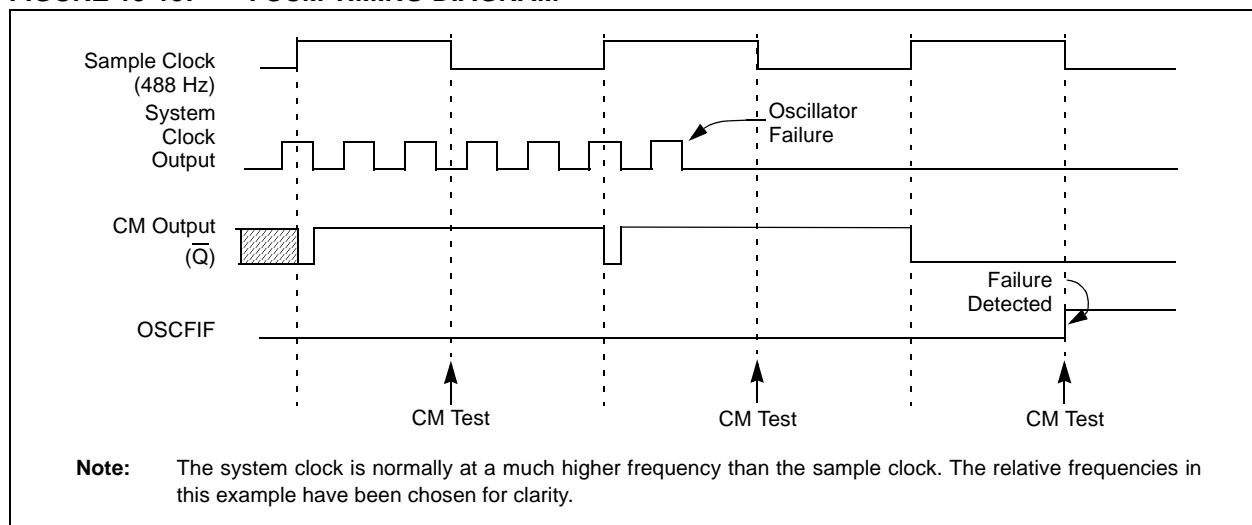 Sample Clock
(488 Hz)
System
Clock
Output
Oscillator
Failure
CM Output
(Q̅)
Failure
Detected
OSCFIF
CM Test
CM Test
CM Test
Note: The system clock is normally at a much higher frequency than the sample clock. The relative frequencies in
this example have been chosen for clarity.